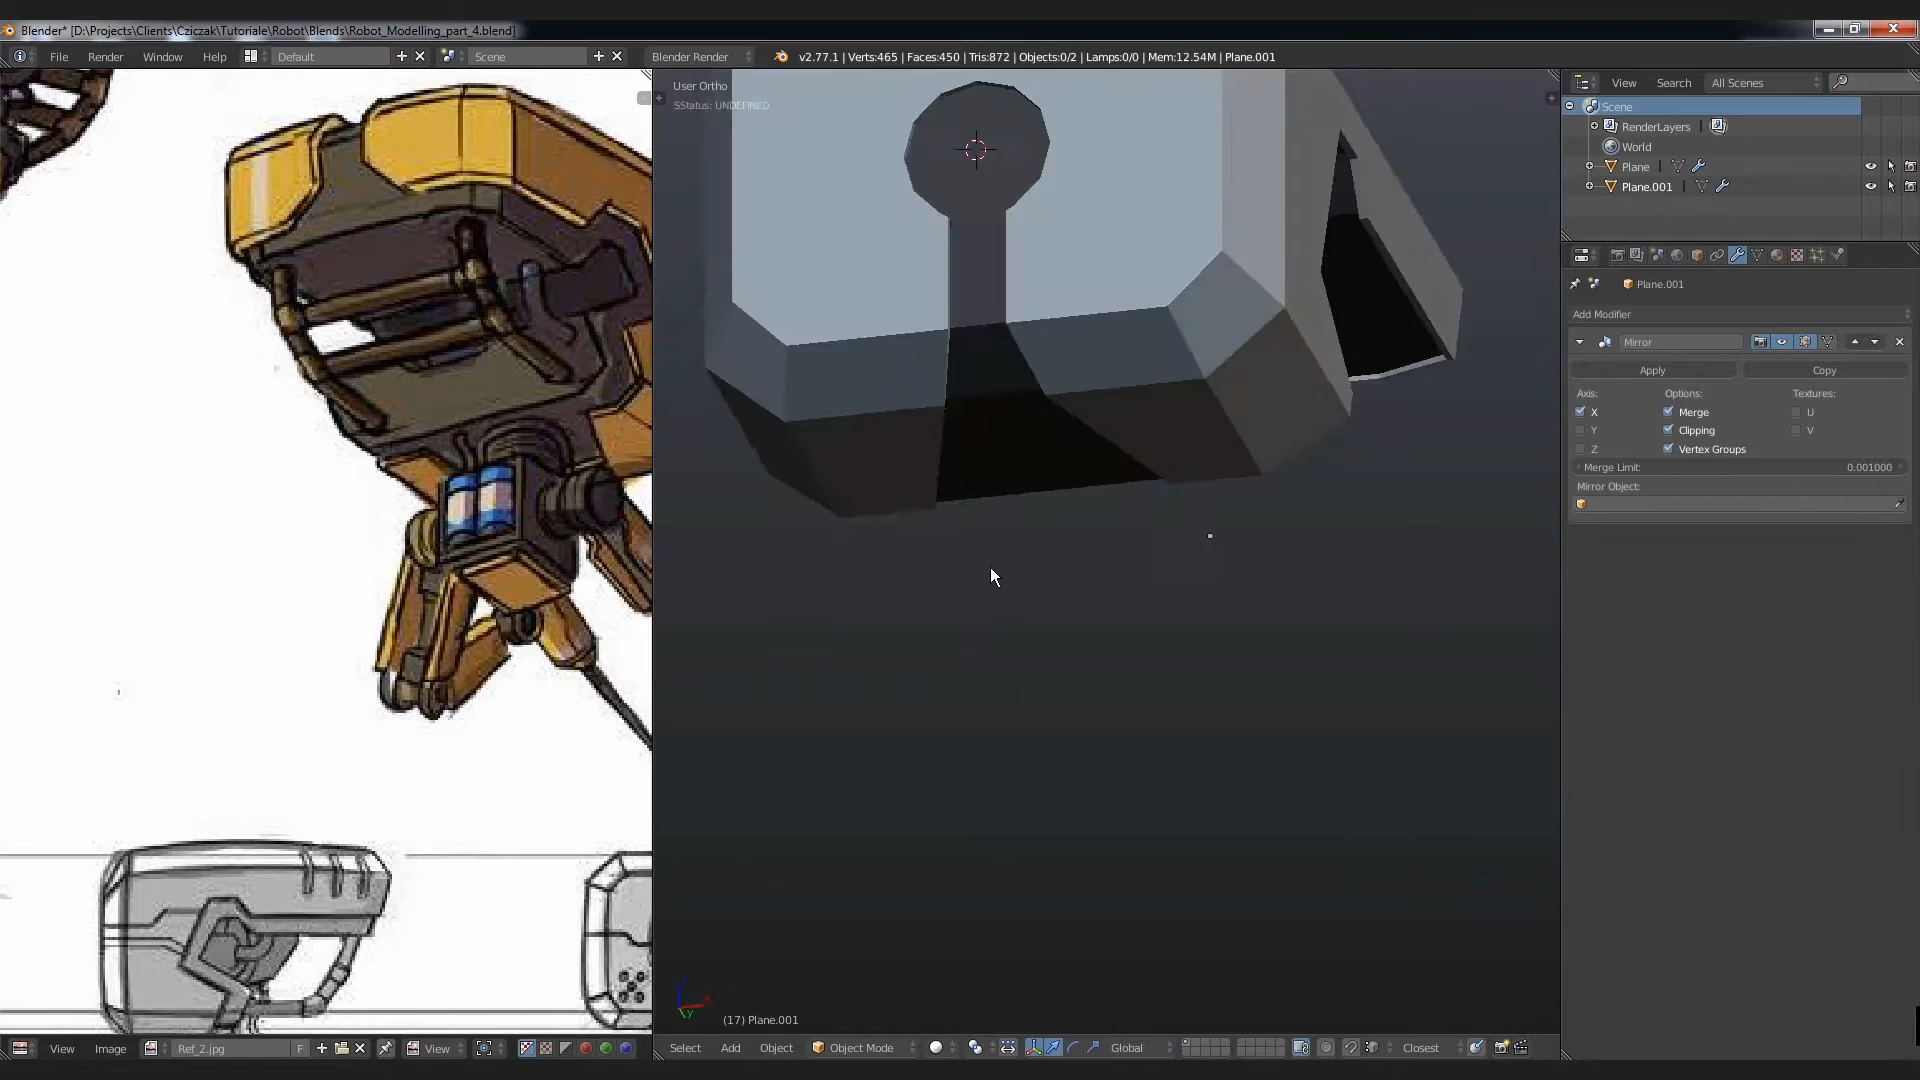 Blender* [D:\Projects\Clients\Cziczak\Tutoriale\Robot\Blends\Robot_Modelling_part_4.blend]
File Render Window Help Default Scene Blender Render v2.77.1 | Verts:465 | Faces:450 | Tris:872 | Objects:0/2 | Lamps:0/0 | Mem:12.54M | Plane.001
User Ortho
SStatus: UNDEFINED
View Search All Scenes
Scene
RenderLayers |
World
Plane |
Plane.001 |
Plane.001
Add Modifier
Mirror
Apply Copy
Axis: Options: Textures:
X Merge U
Y Clipping V
Z Vertex Groups
Merge Limit: 0.001000
Mirror Object:
(17) Plane.001
View Image Ref_2.jpg F View
Select Add Object Object Mode Global Closest